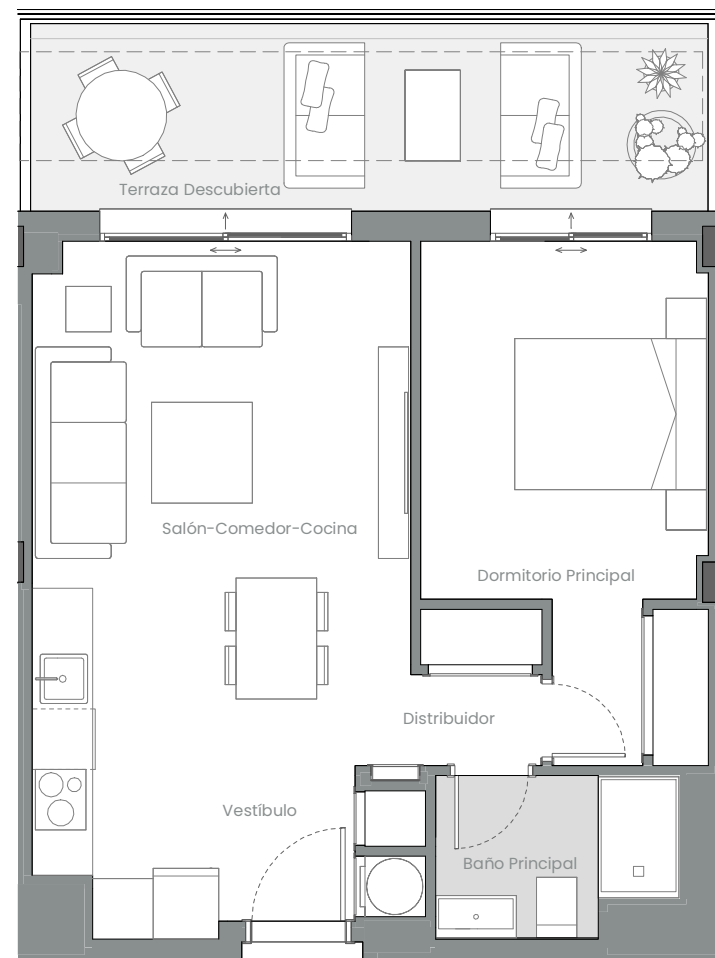 Terraza Descubierta
Salón-Comedor-Cocina
Dormitorio Principal
Distribuidor
Vestíbulo
Baño Principal